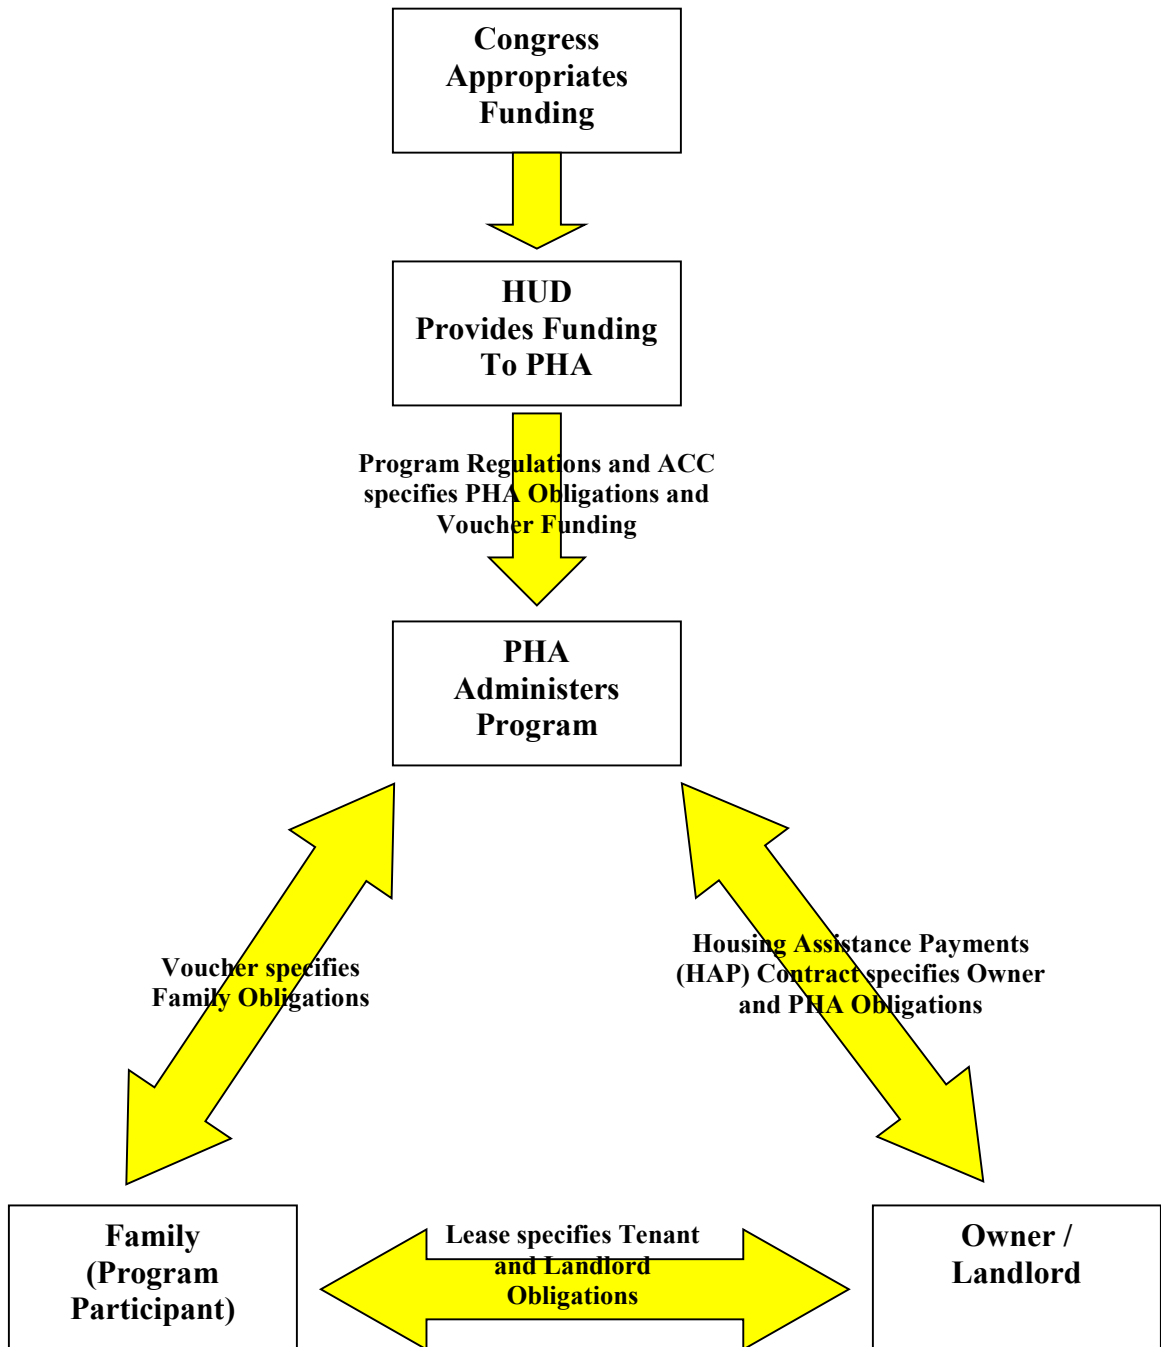 Congress
Appropriates
Funding
HUD
Provides Funding
To PHA
Program Regulations and ACC
specifies PHA Obligations and
Voucher Funding
PHA
Administers
Program
Voucher specifies
Family Obligations
Housing Assistance Payments
(HAP) Contract specifies Owner
and PHA Obligations
Family
(Program
Participant)
Lease specifies Tenant
and Landlord
Obligations
Owner /
Landlord